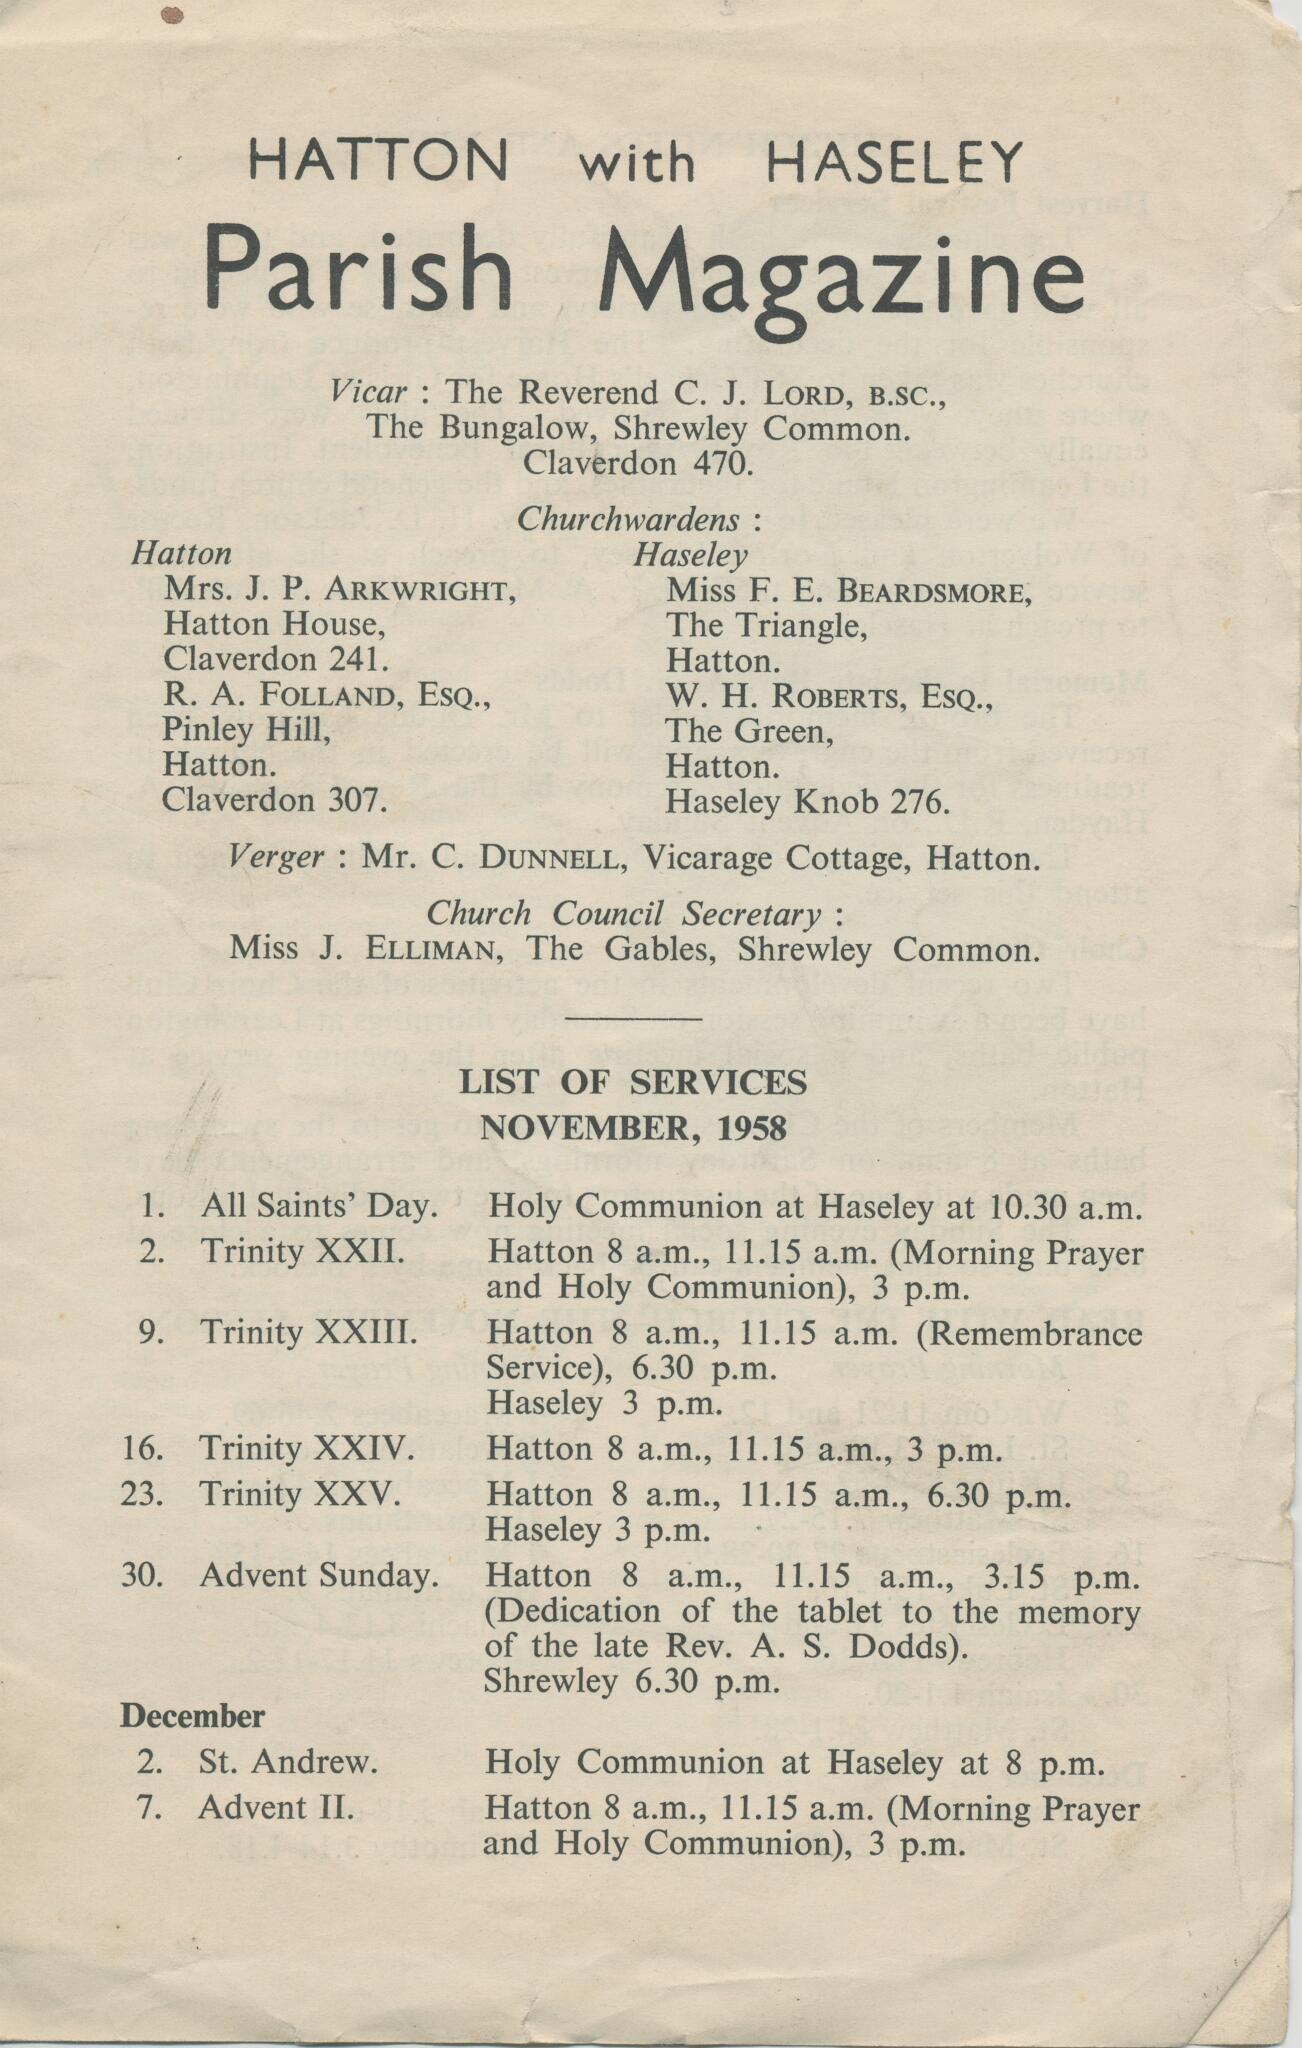 HATTON with HASELEY
Parish Magazine
Vicar : The Reverend C. J. LORD, B.SC.,
The Bungalow, Shrewley Common.
Claverdon 470.
Churchwardens :
Hatton
Mrs. J. P. ARKWRIGHT,
Hatton House,
Claverdon 241.
R. A. FOLLAND, ESQ.,
Pinley Hill,
Hatton.
Claverdon 307.
Haseley
Miss F. E. BEARDSMORE,
The Triangle,
Hatton.
W. H. ROBERTS, ESQ.,
The Green,
Hatton.
Haseley Knob 276.
Verger : Mr. C. DUNNELL, Vicarage Cottage, Hatton.
Church Council Secretary :
Miss J. ELLIMAN, The Gables, Shrewley Common.
LIST OF SERVICES
NOVEMBER, 1958
1. All Saints' Day. Holy Communion at Haseley at 10.30 a.m.
2. Trinity XXII. Hatton 8 a.m., 11.15 a.m. (Morning Prayer
and Holy Communion), 3 p.m.
9. Trinity XXIII. Hatton 8 a.m., 11.15 a.m. (Remembrance
Service), 6.30 p.m.
Haseley 3 p.m.
16. Trinity XXIV. Hatton 8 a.m., 11.15 a.m., 3 p.m.
23. Trinity XXV. Hatton 8 a.m., 11.15 a.m., 6.30 p.m.
Haseley 3 p.m.
30. Advent Sunday. Hatton 8 a.m., 11.15 a.m., 3.15 p.m.
(Dedication of the tablet to the memory
of the late Rev. A. S. Dodds).
Shrewley 6.30 p.m.
December
2. St. Andrew. Holy Communion at Haseley at 8 p.m.
7. Advent II. Hatton 8 a.m., 11.15 a.m. (Morning Prayer
and Holy Communion), 3 p.m.